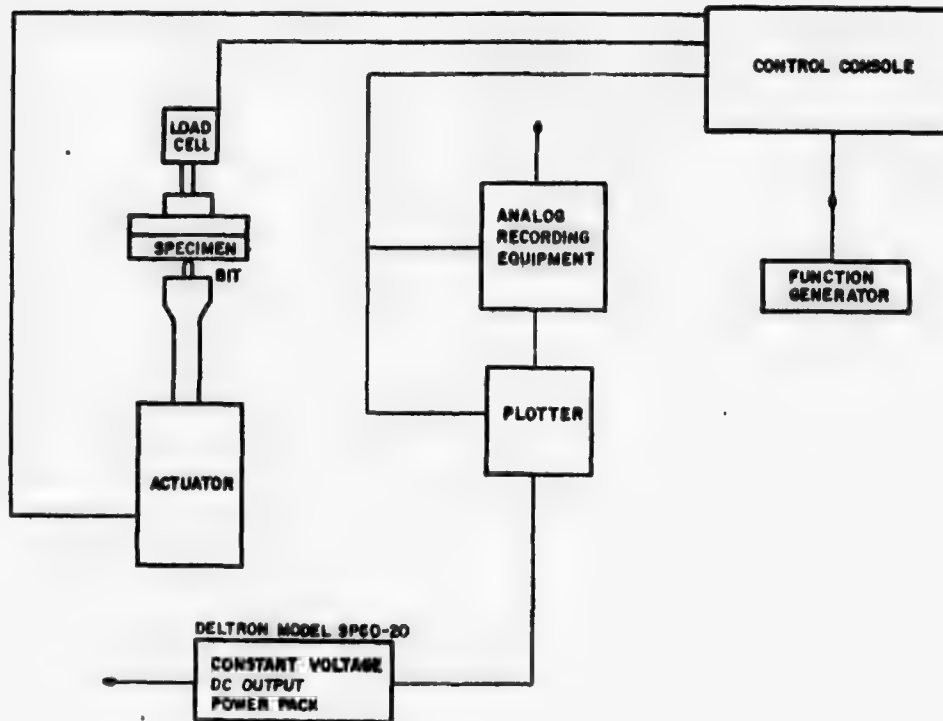 CONTROL CONSOLE
LOAD
CELL
ANALOG
RECORDING
EQUIPMENT
SPECIMEN
BIT
FUNCTION
GENERATOR
PLOTTER
ACTUATOR
DELTRON MODEL SP60-20
CONSTANT VOLTAGE
DC OUTPUT
POWER PACK